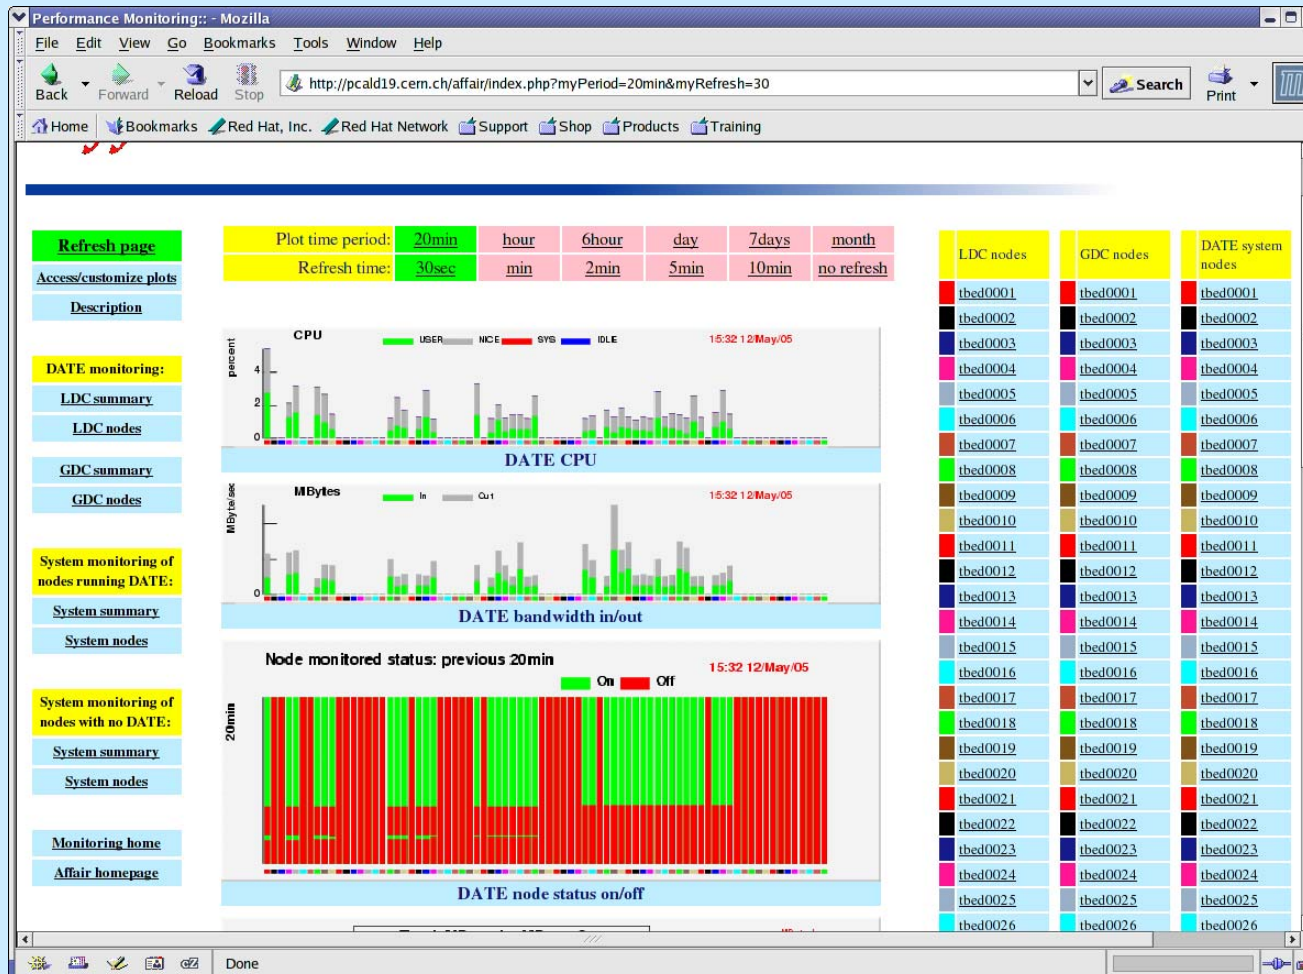 Performance Monitoring:: - Mozilla
File Edit View Go Bookmarks Tools Window Help
Back Forward Reload Stop http://pcald19.cern.ch/affair/index.php?myPeriod=20min&myRefresh=30 Search Print
Home Bookmarks Red Hat, Inc. Red Hat Network Support Shop Products Training
Refresh page
Access/customize plots
Description
DATE monitoring:
LDC summary
LDC nodes
GDC summary
GDC nodes
System monitoring of
nodes running DATE:
System summary
System nodes
System monitoring of
nodes with no DATE:
System summary
System nodes
Monitoring home
Affair homepage
Plot time period: 20min hour 6hour day 7days month
Refresh time: 30sec min 2min 5min 10min no refresh
CPU USER NICE SYS IDLE 15:32 12/May/05
percent
4
2
0
DATE CPU
MBytes In Out 15:32 12/May/05
MByte/sec
0
DATE bandwidth in/out
Node monitored status: previous 20min 15:32 12/May/05
On Off
20min
DATE node status on/off
LDC nodes GDC nodes DATE system
nodes
tbed0001 tbed0001 tbed0001
tbed0002 tbed0002 tbed0002
tbed0003 tbed0003 tbed0003
tbed0004 tbed0004 tbed0004
tbed0005 tbed0005 tbed0005
tbed0006 tbed0006 tbed0006
tbed0007 tbed0007 tbed0007
tbed0008 tbed0008 tbed0008
tbed0009 tbed0009 tbed0009
tbed0010 tbed0010 tbed0010
tbed0011 tbed0011 tbed0011
tbed0012 tbed0012 tbed0012
tbed0013 tbed0013 tbed0013
tbed0014 tbed0014 tbed0014
tbed0015 tbed0015 tbed0015
tbed0016 tbed0016 tbed0016
tbed0017 tbed0017 tbed0017
tbed0018 tbed0018 tbed0018
tbed0019 tbed0019 tbed0019
tbed0020 tbed0020 tbed0020
tbed0021 tbed0021 tbed0021
tbed0022 tbed0022 tbed0022
tbed0023 tbed0023 tbed0023
tbed0024 tbed0024 tbed0024
tbed0025 tbed0025 tbed0025
tbed0026 tbed0026 tbed0026
Done